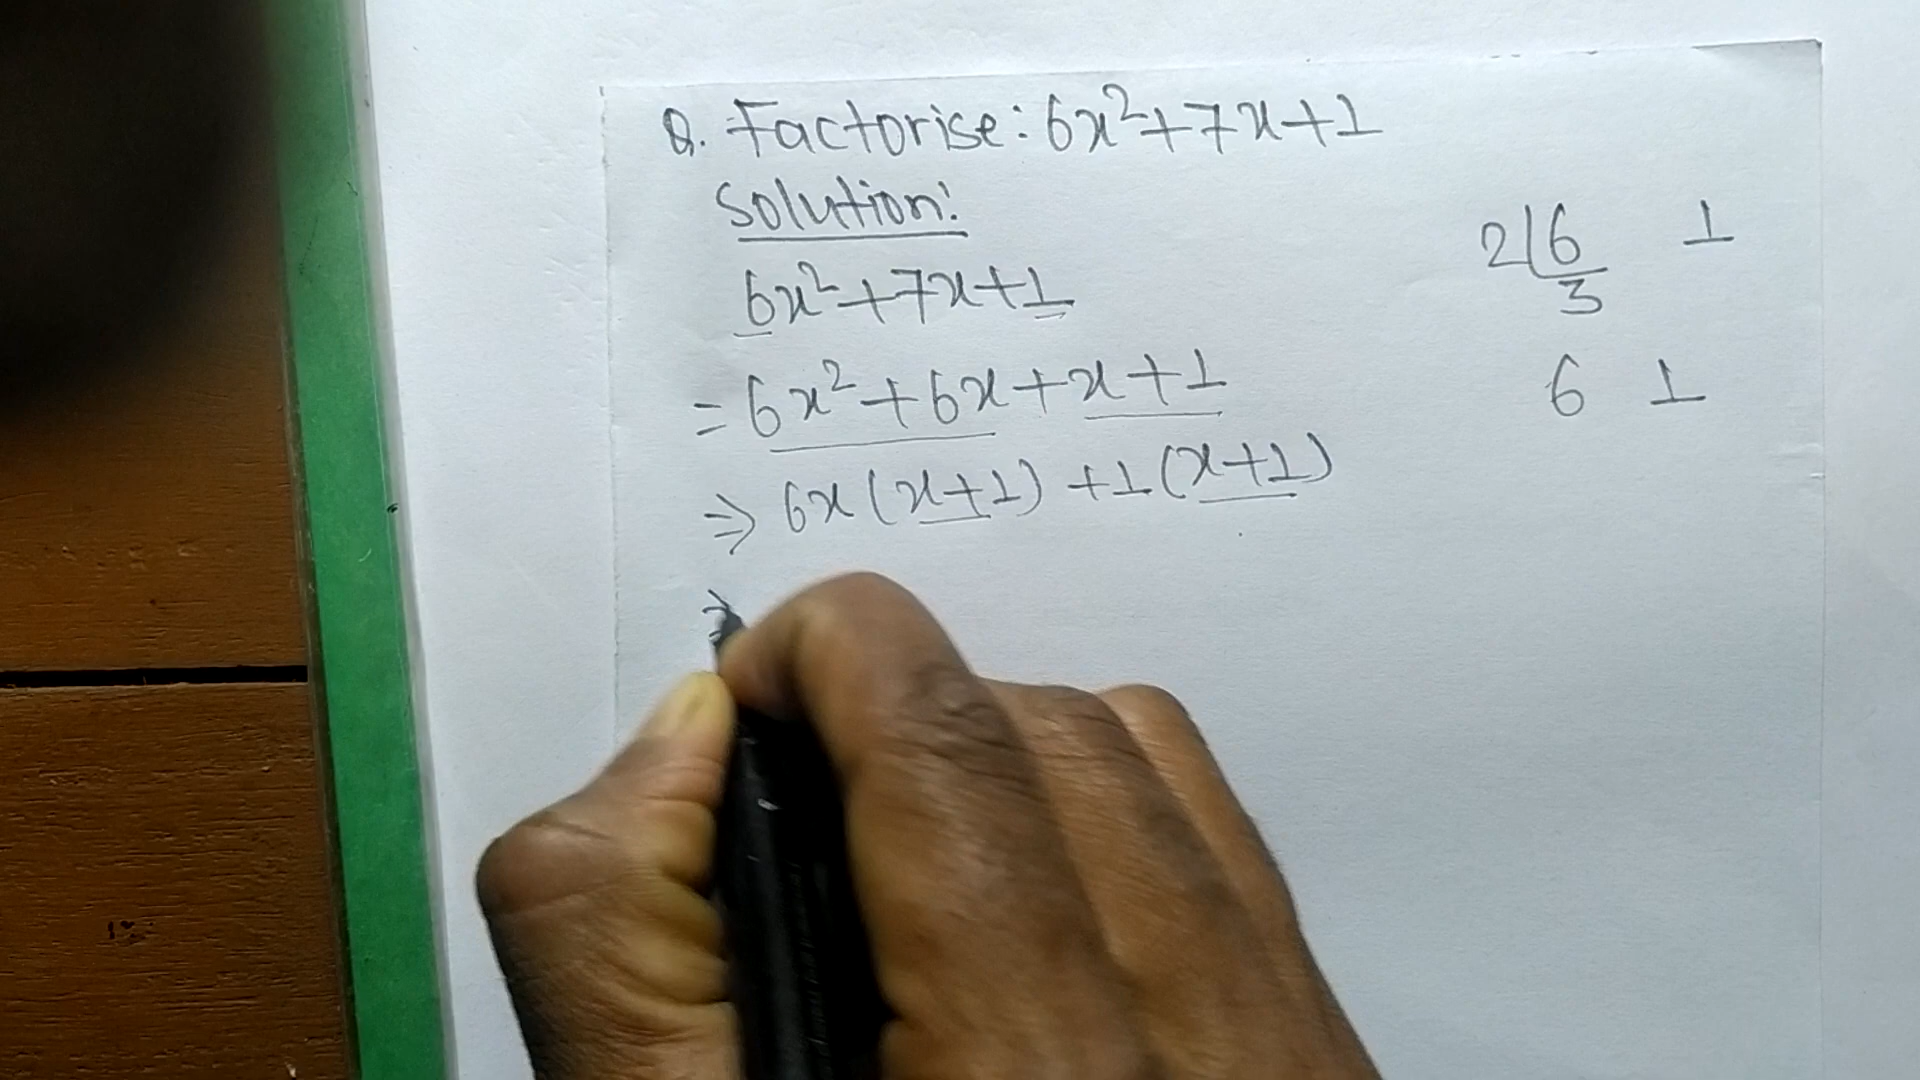 Q. Factorise: 6x²+7x+1
Solution:
6x²+7x+1
= 6x²+6x+x+1
⇒ 6x(x+1) +1(x+1)
⇒
2|6 1
3
6 1